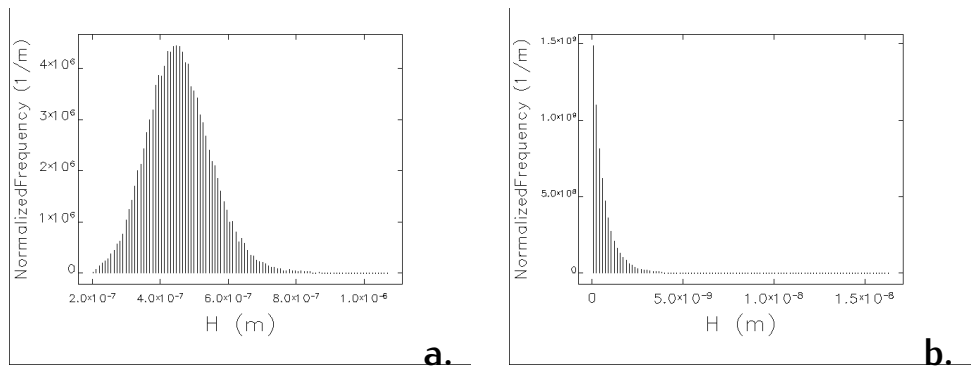 NormalizedFrequency (1/m)
4×10⁶
3×10⁶
2×10⁶
1×10⁶
0
2.0×10⁻⁷ 4.0×10⁻⁷ 6.0×10⁻⁷ 8.0×10⁻⁷ 1.0×10⁻⁶
H (m)
a.
NormalizedFrequency (1/m)
1.5×10⁹
1.0×10⁹
5.0×10⁸
0
0 5.0×10⁻⁹ 1.0×10⁻⁸ 1.5×10⁻⁸
H (m)
b.